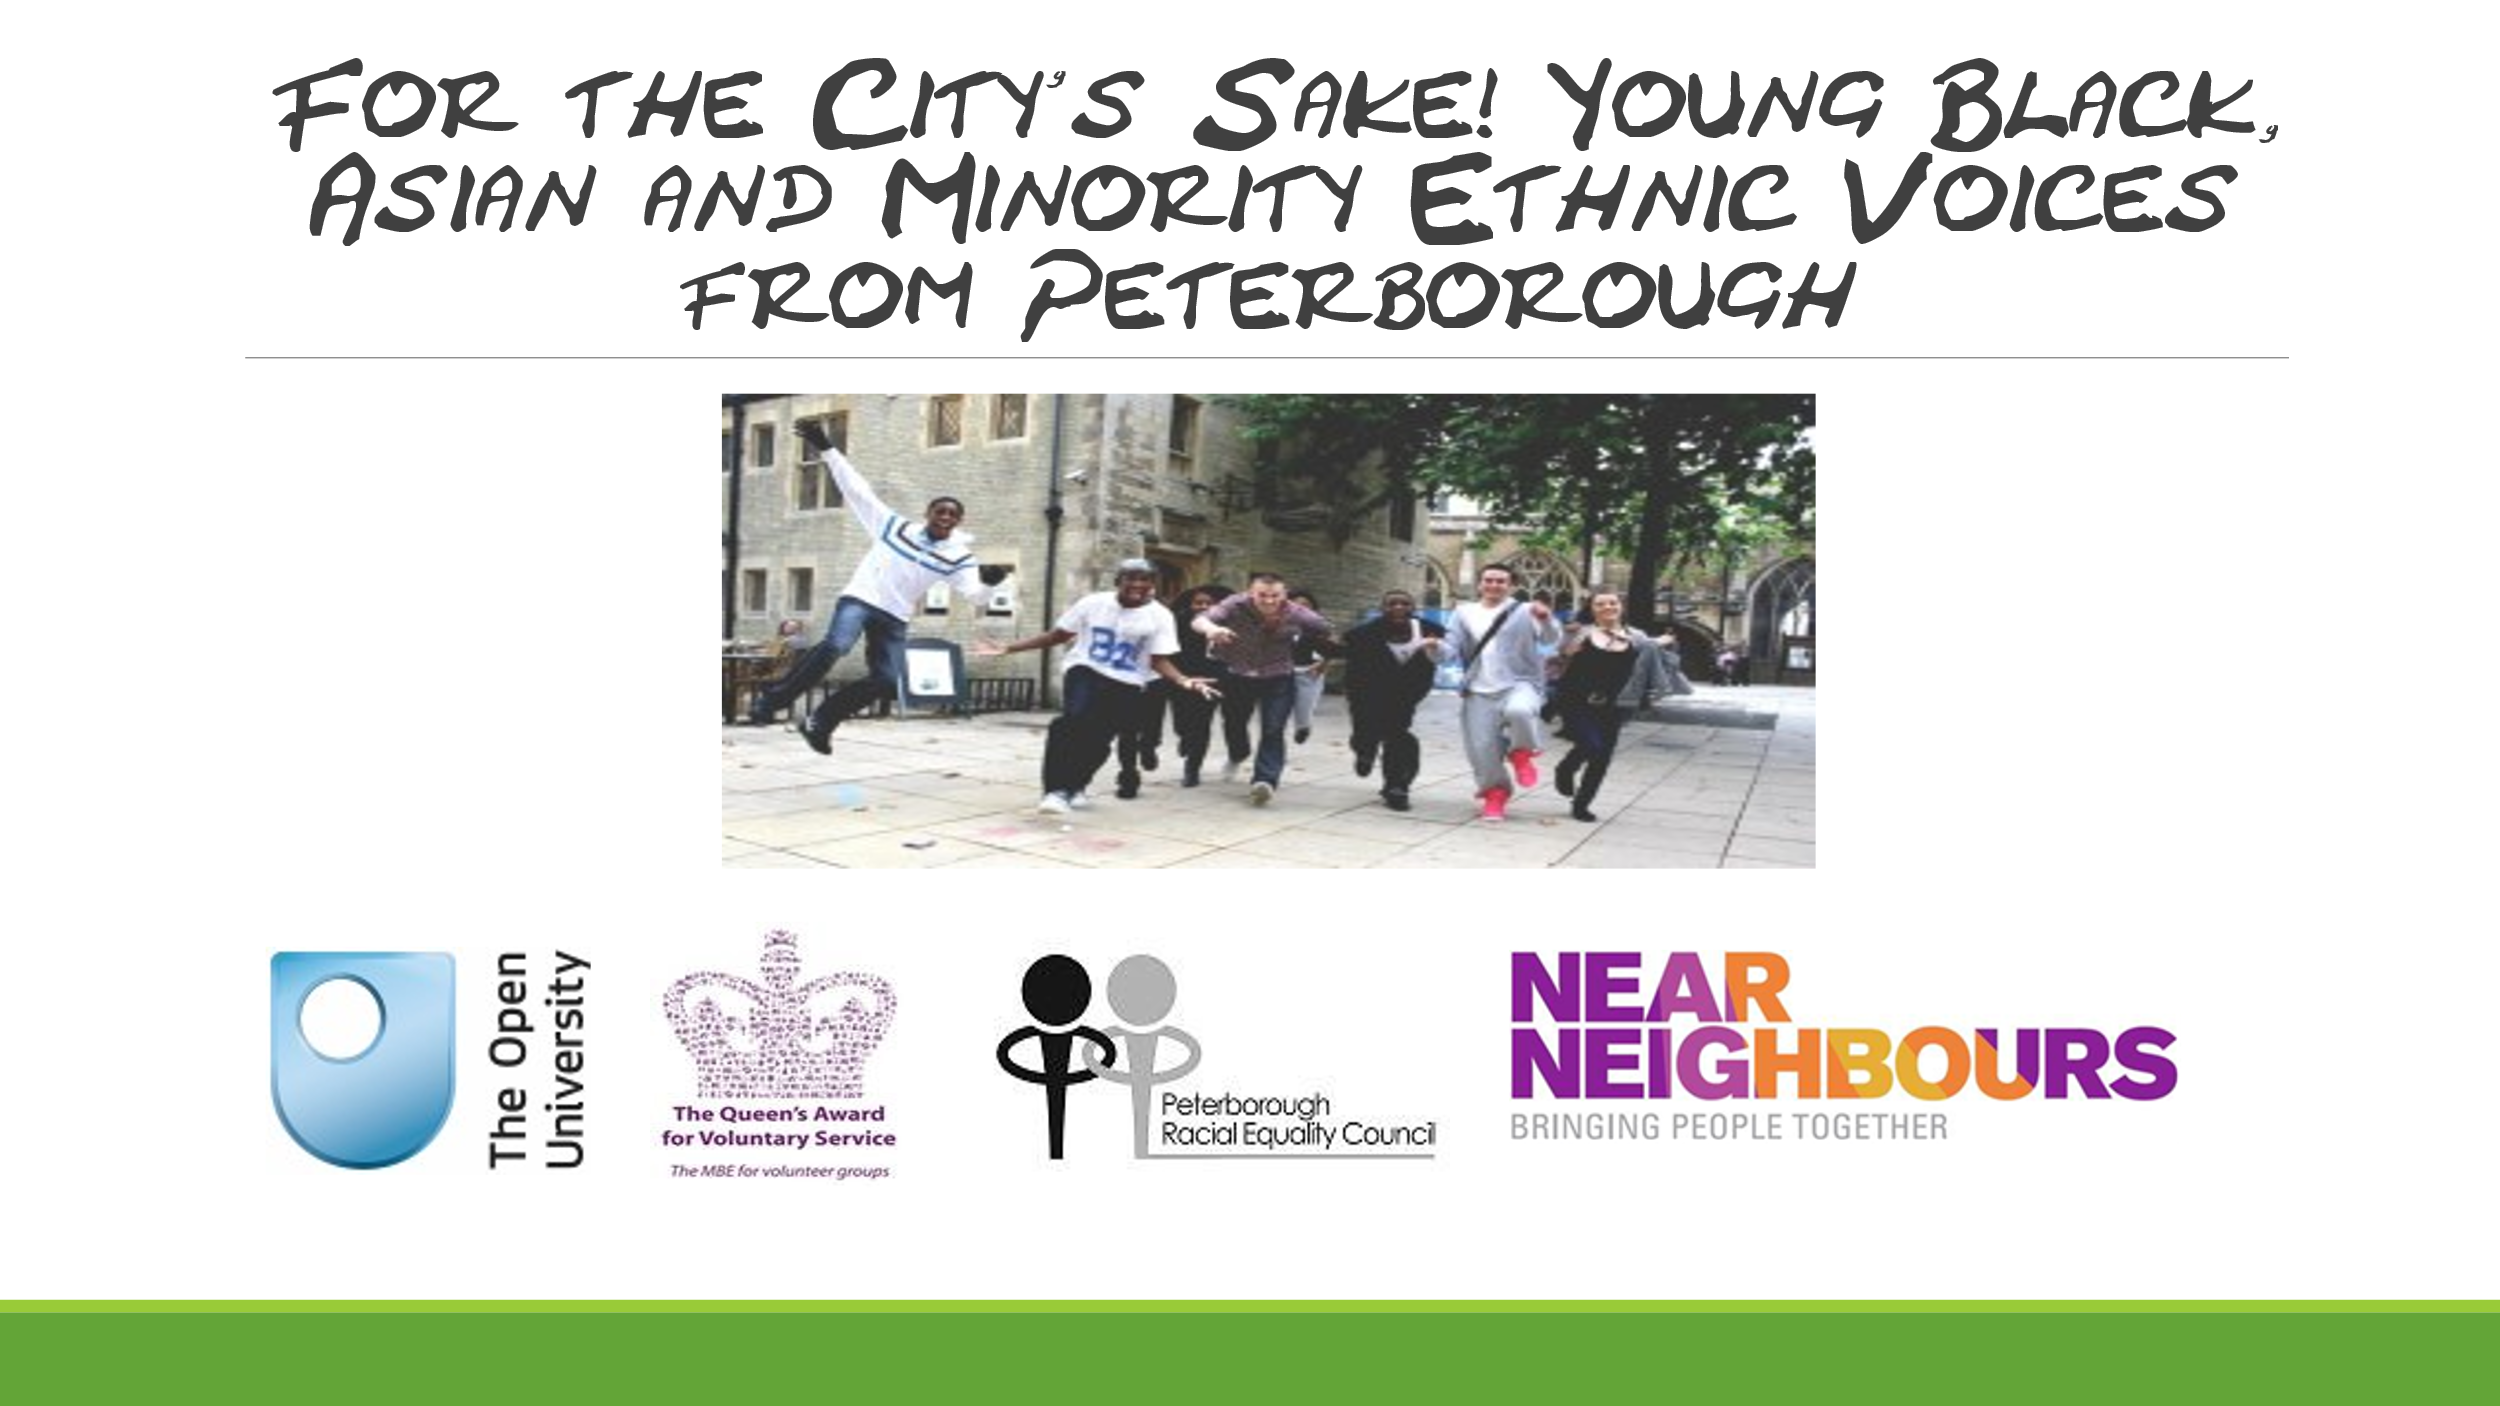 For the City's Sake! Young Black,
Asian and Minority Ethnic Voices
from Peterborough
82
The Open
University
The Queen's Award
for Voluntary Service
The MBE for volunteer groups
Peterborough
Racial Equality Council
NEAR
NEIGHBOURS
BRINGING PEOPLE TOGETHER